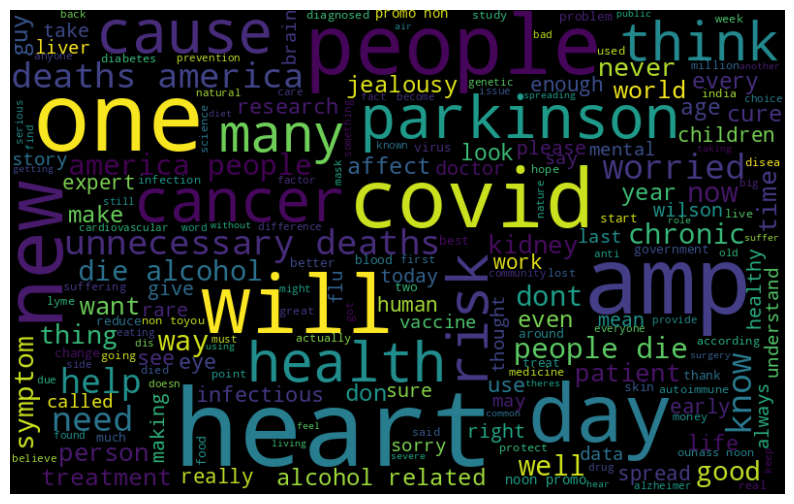 back diagnosed promo non study problem public week
guy take cause people think
liver brain air bad used million another
deaths america diabetes prevention never
natural jealousy genetic enough world every
one research parkinson age cure
serious find science many fact become issue spreading india choice
care diet something known virus please children
story america people affect look doctor say mental worried disea
getting expert infection factor mask hope taking
new make still cancer covid nature year now time
cardiovascular word without difference start wilson live big
unnecessary deaths best kidney last role chronic suffer
suffering die alcohol better blood first community lost anti government old
lyme rare give today work
want might two flu human risk dont mean healthy
reduce non toyou will great got vaccine even around everyone provide according
thing dis eating must actually thought understand
change going way using people die
side died see eye health point treat medicine theres surgery
symptom help due doesn infectious don sure use patient thank
called heart may skin autoimmune know always
need found much making feel said right day common early money
believe person food living severe sorry protect data life keep
treatment really alcohol related well drug spread good
noon promo hear ounass noon alzheimer real
anyone amp